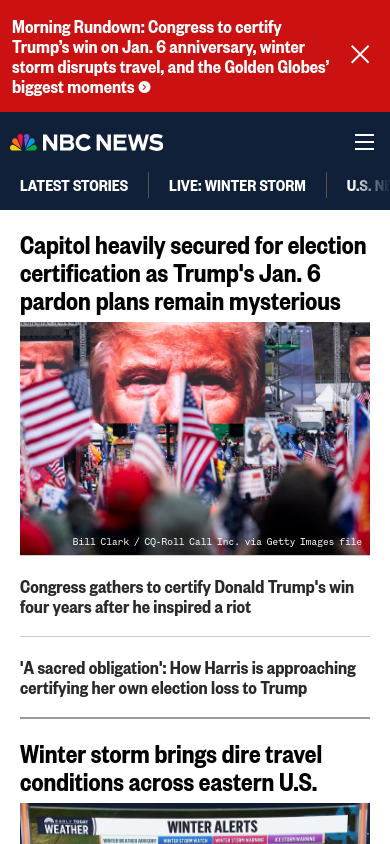 Morning Rundown: Congress to certify
Trump's win on Jan. 6 anniversary, winter
storm disrupts travel, and the Golden Globes'
biggest moments
NBC NEWS
LATEST STORIES
LIVE: WINTER STORM
U.S. NE
Capitol heavily secured for election
certification as Trump's Jan. 6
pardon plans remain mysterious
Bill Clark / CQ-Roll Call Inc. via Getty Images file
Congress gathers to certify Donald Trump's win
four years after he inspired a riot
'A sacred obligation': How Harris is approaching
certifying her own election loss to Trump
Winter storm brings dire travel
conditions across eastern U.S.
EARLY TODAY
WEATHER
WINTER ALERTS
WINTER WEATHER ADVISORY
WINTER STORM WATCH
WINTER STORM WARNING
ICE STORM WARNING